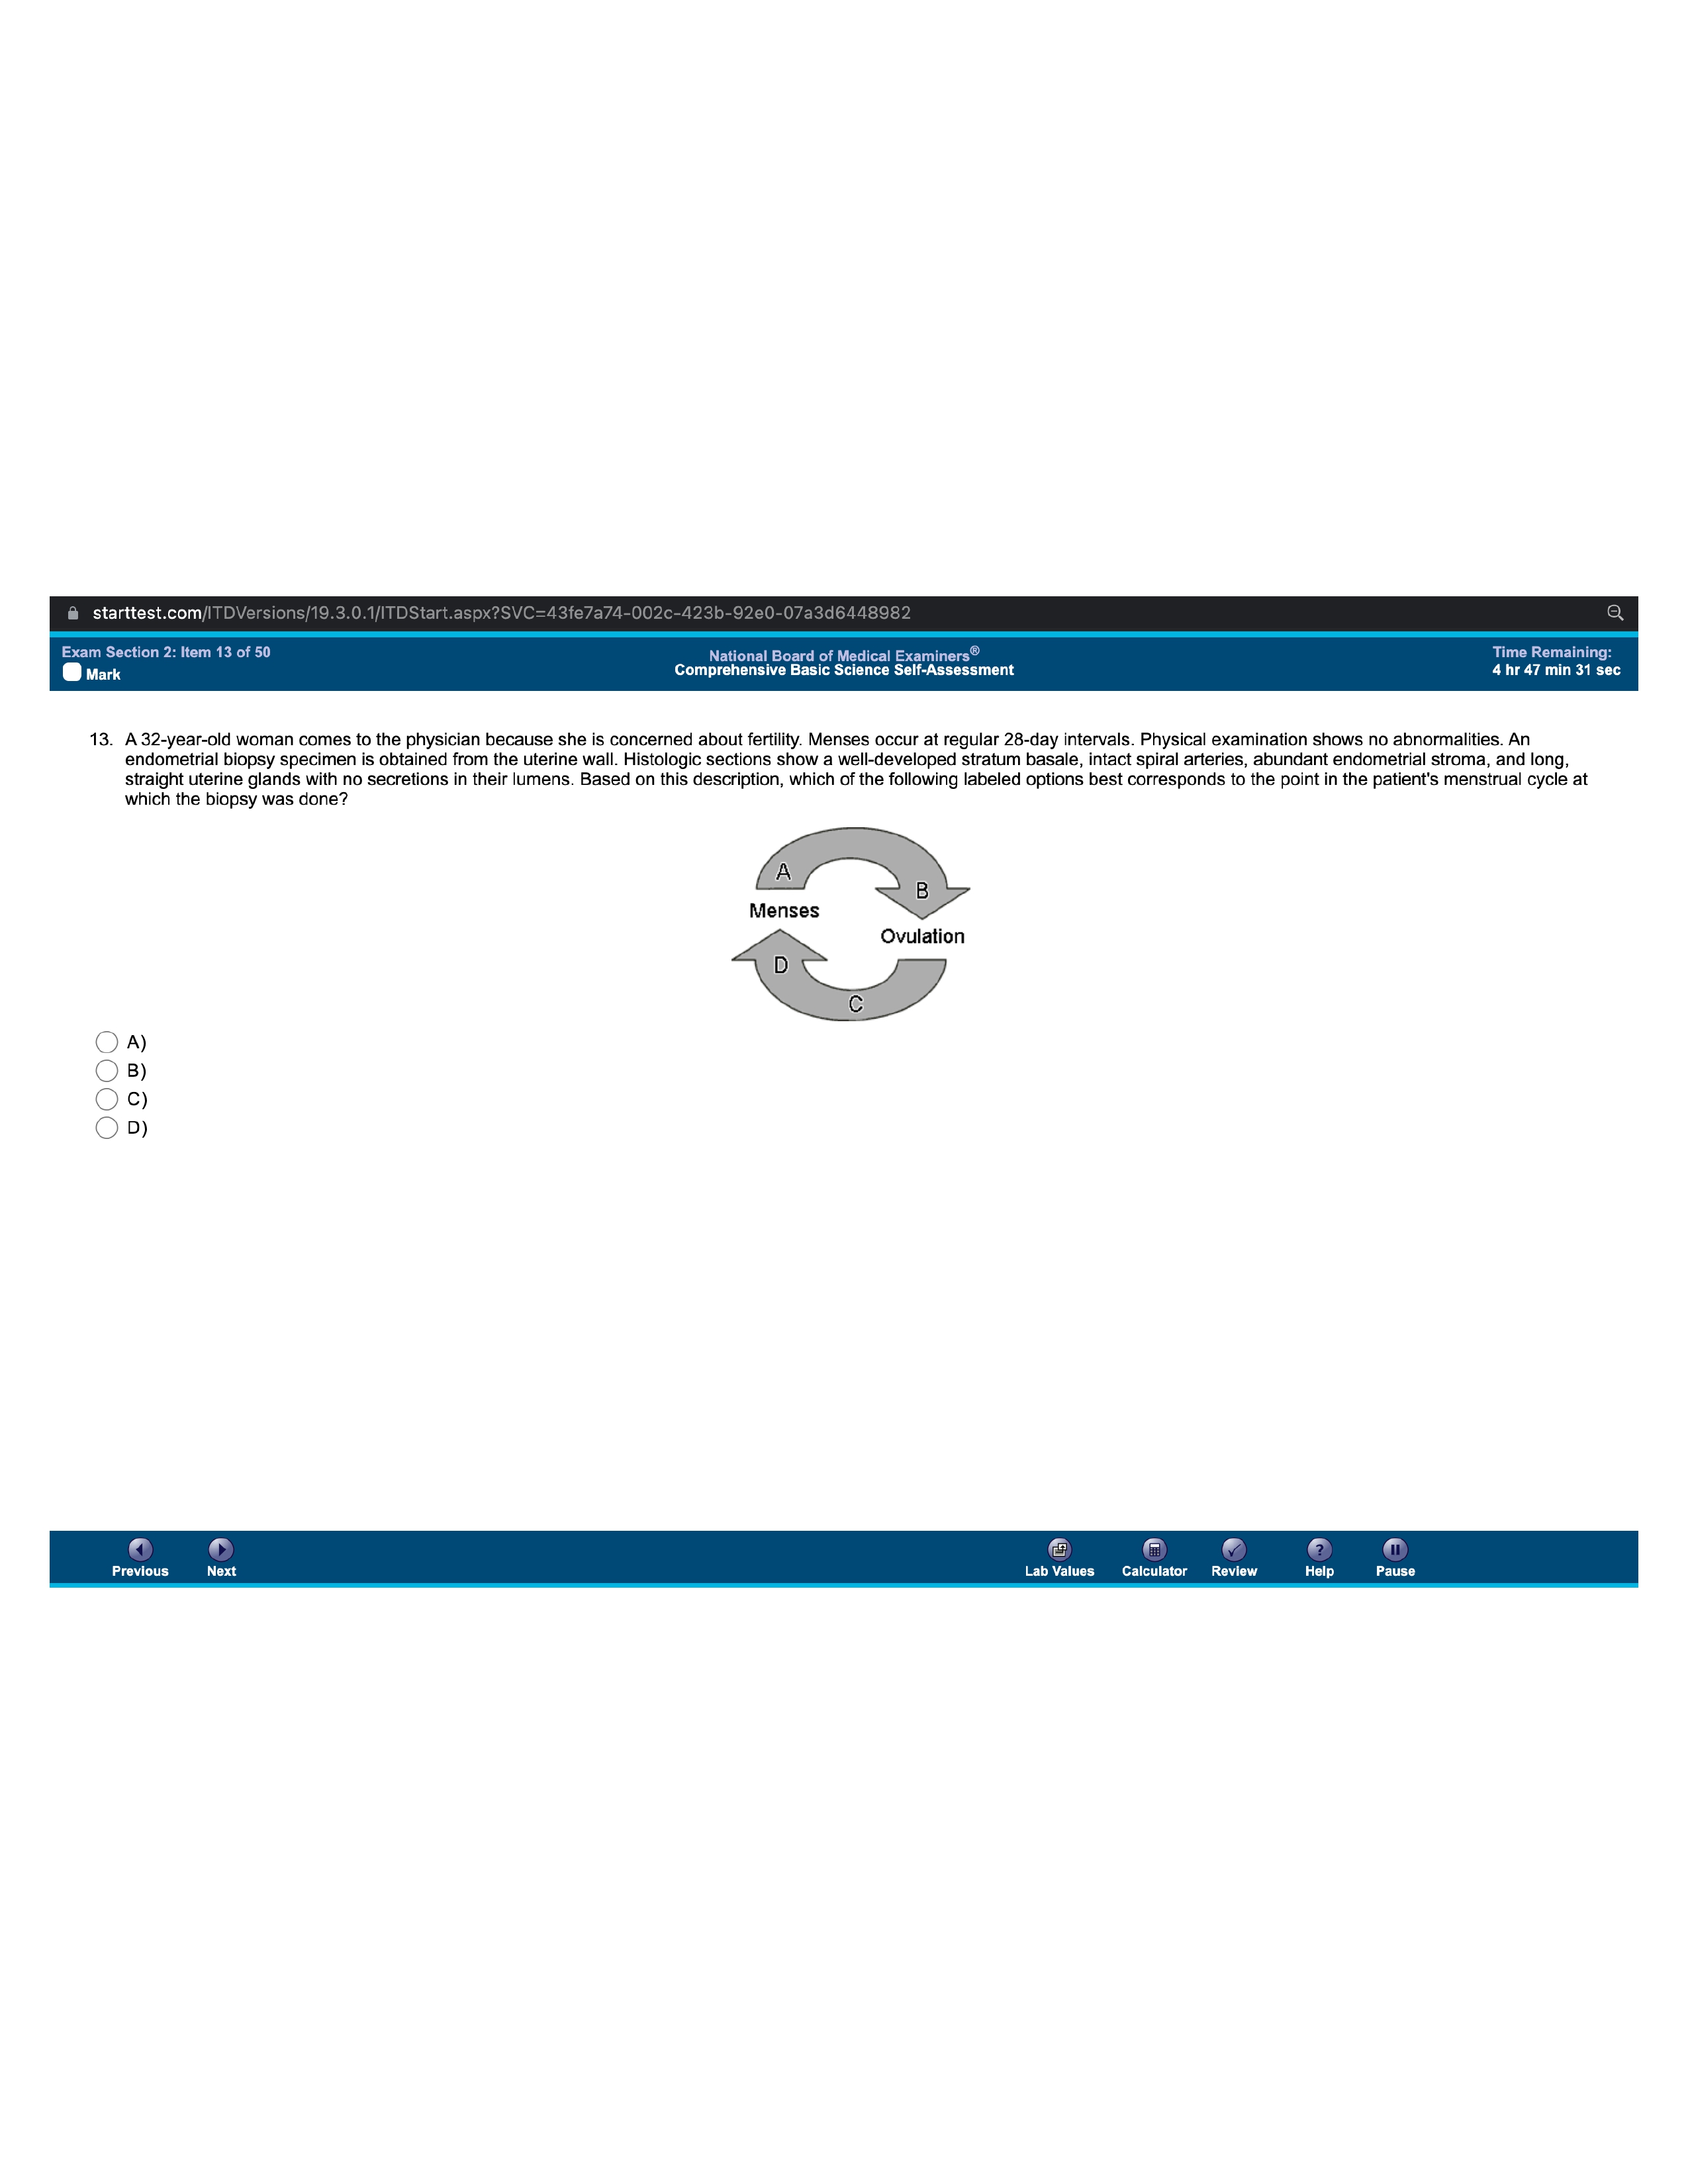 starttest.com/ITDVersions/19.3.0.1/ITDStart.aspx?SVC=43fe7a74-002c-423b-92e0-07a3d6448982
Exam Section 2: Item 13 of 50
Mark
National Board of Medical Examiners®
Comprehensive Basic Science Self-Assessment
Time Remaining:
4 hr 47 min 31 sec
13. A 32-year-old woman comes to the physician because she is concerned about fertility. Menses occur at regular 28-day intervals. Physical examination shows no abnormalities. An
endometrial biopsy specimen is obtained from the uterine wall. Histologic sections show a well-developed stratum basale, intact spiral arteries, abundant endometrial stroma, and long,
straight uterine glands with no secretions in their lumens. Based on this description, which of the following labeled options best corresponds to the point in the patient's menstrual cycle at
which the biopsy was done?
A
B
Menses
Ovulation
D
C
A)
B)
C)
D)
Previous
Next
Lab Values
Calculator
Review
Help
Pause